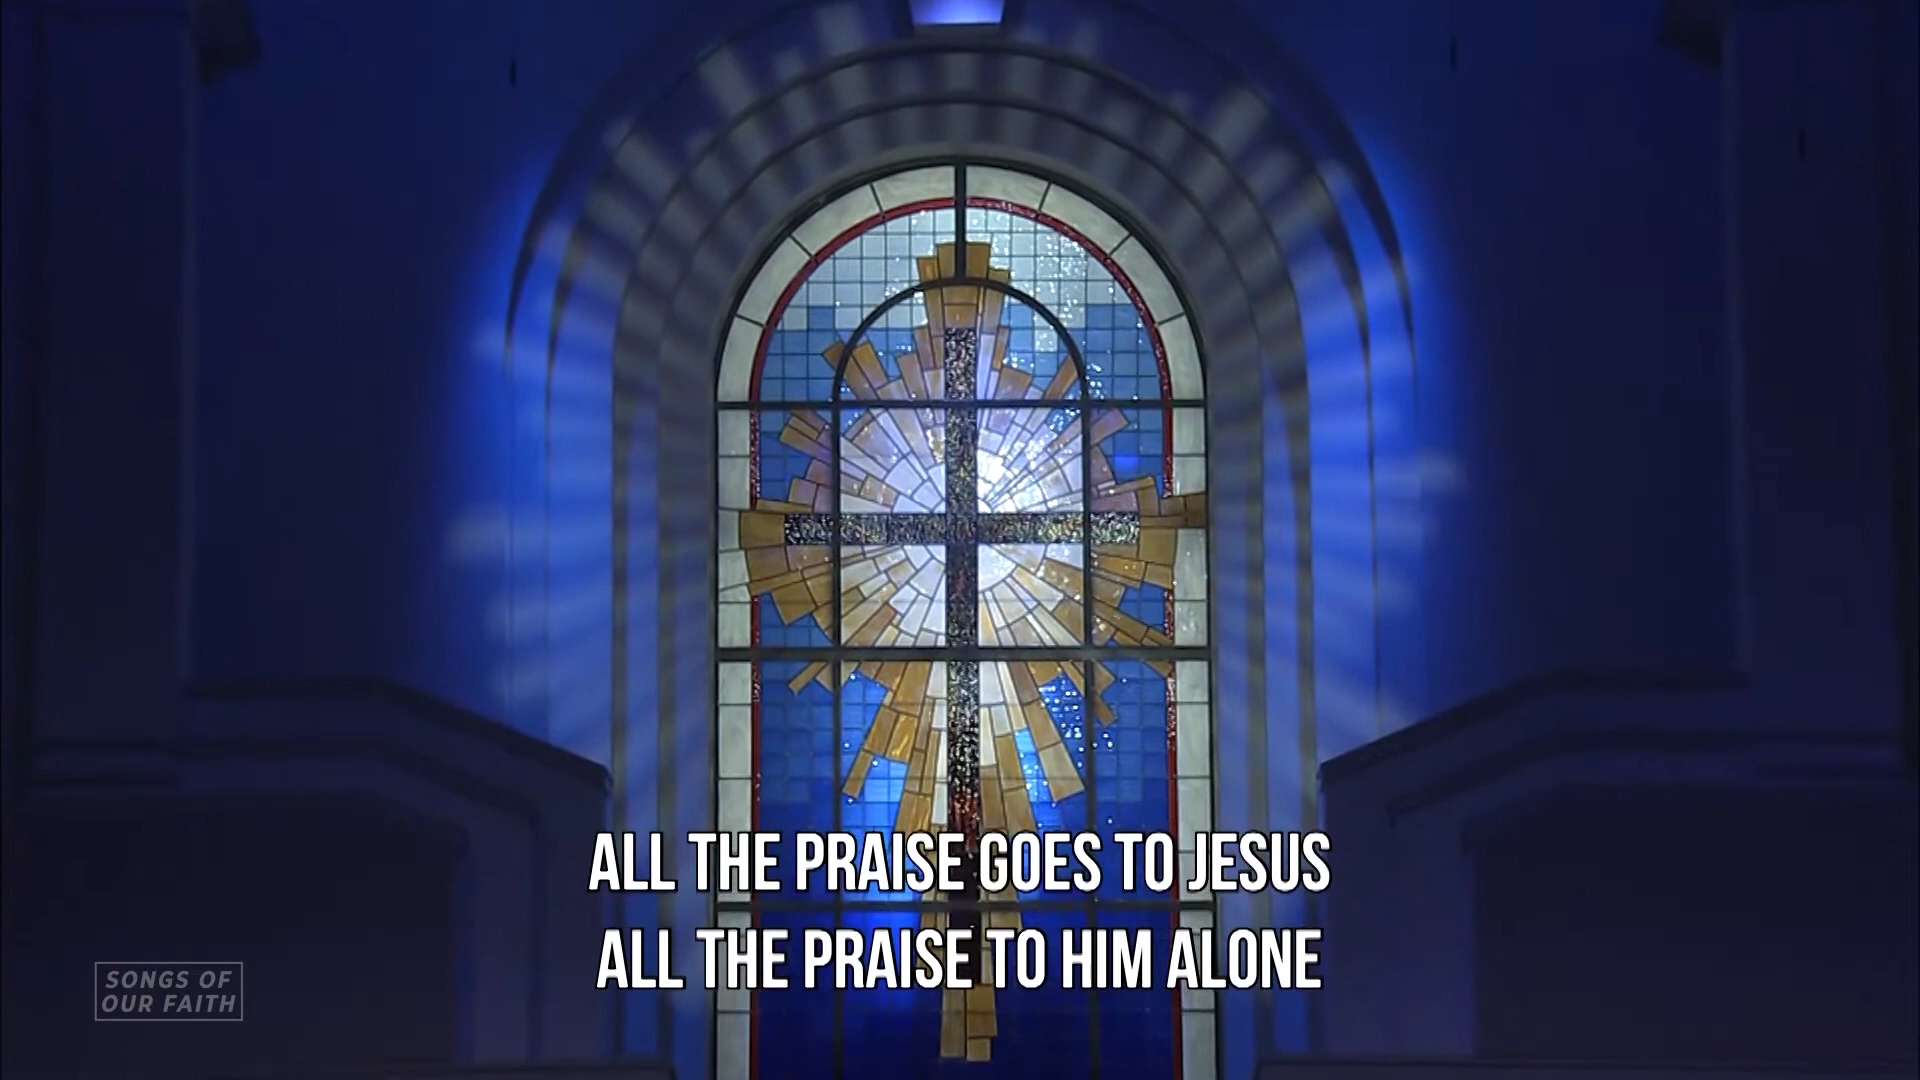 ALL THE PRAISE GOES TO JESUS
ALL THE PRAISE TO HIM ALONE
SONGS OF
OUR FAITH